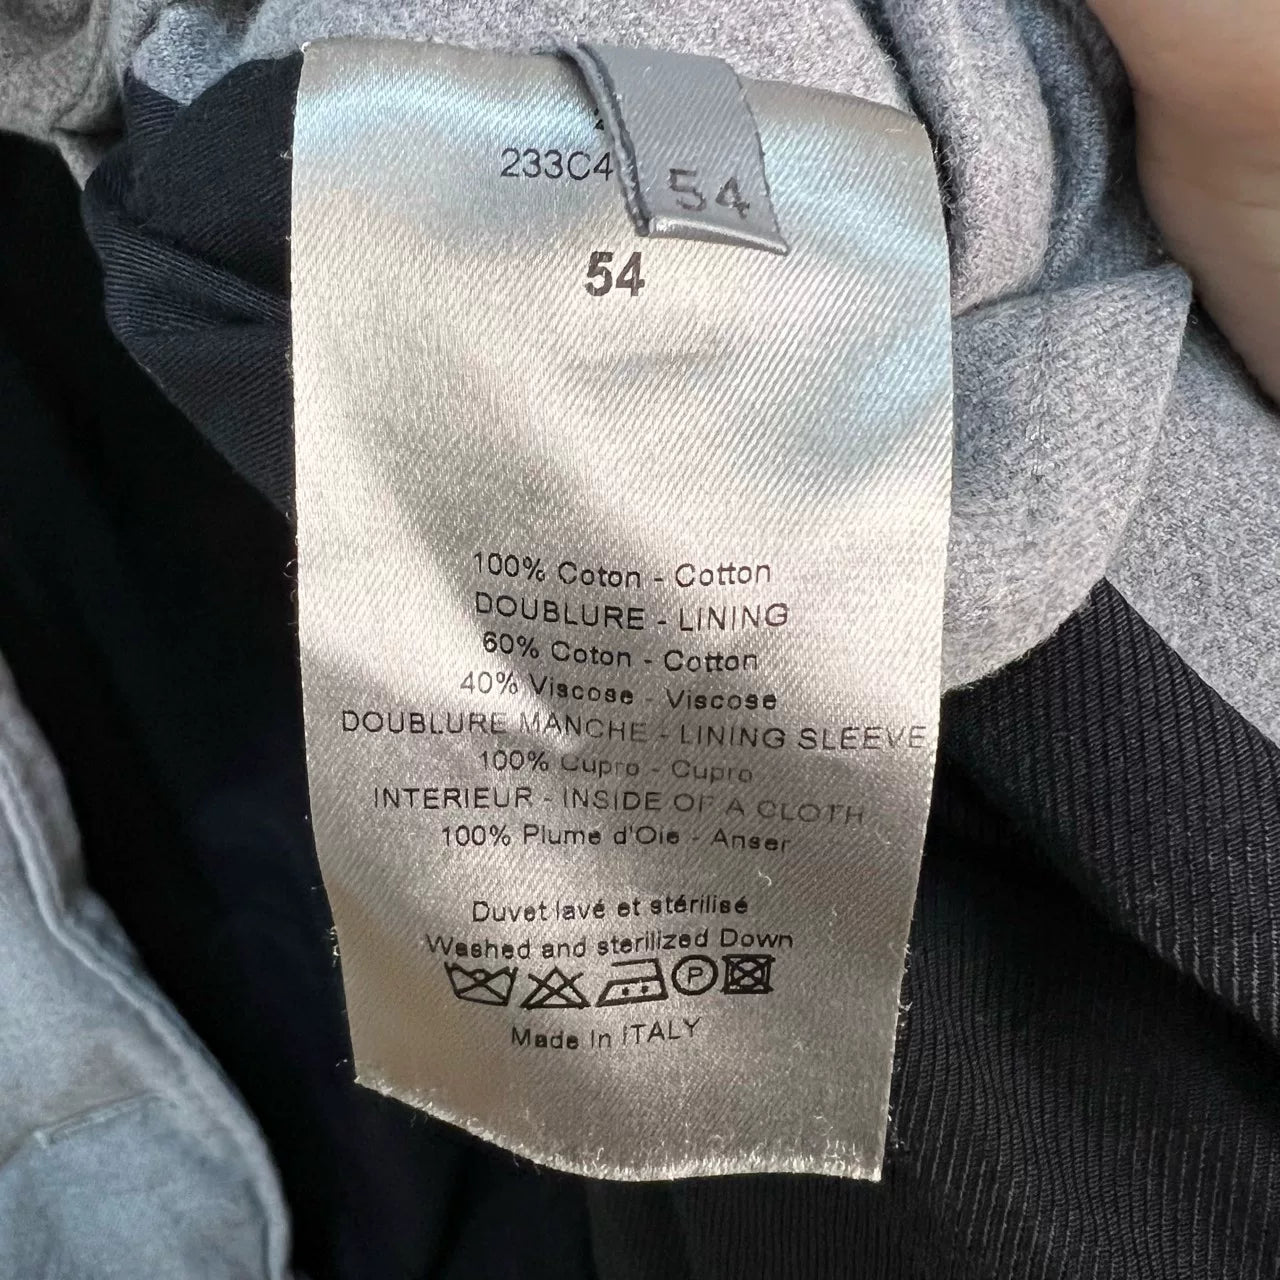 233C4
54
54
100% Coton - Cotton
DOUBLURE - LINING
60% Coton - Cotton
40% Viscose - Viscose
DOUBLURE MANCHE - LINING SLEEVE
100% Cupro - Cupro
INTERIEUR - INSIDE OF A CLOTH
100% Plume d'Oie - Anser
Duvet lavé et stérilisé
Washed and sterilized Down
P
Made in ITALY